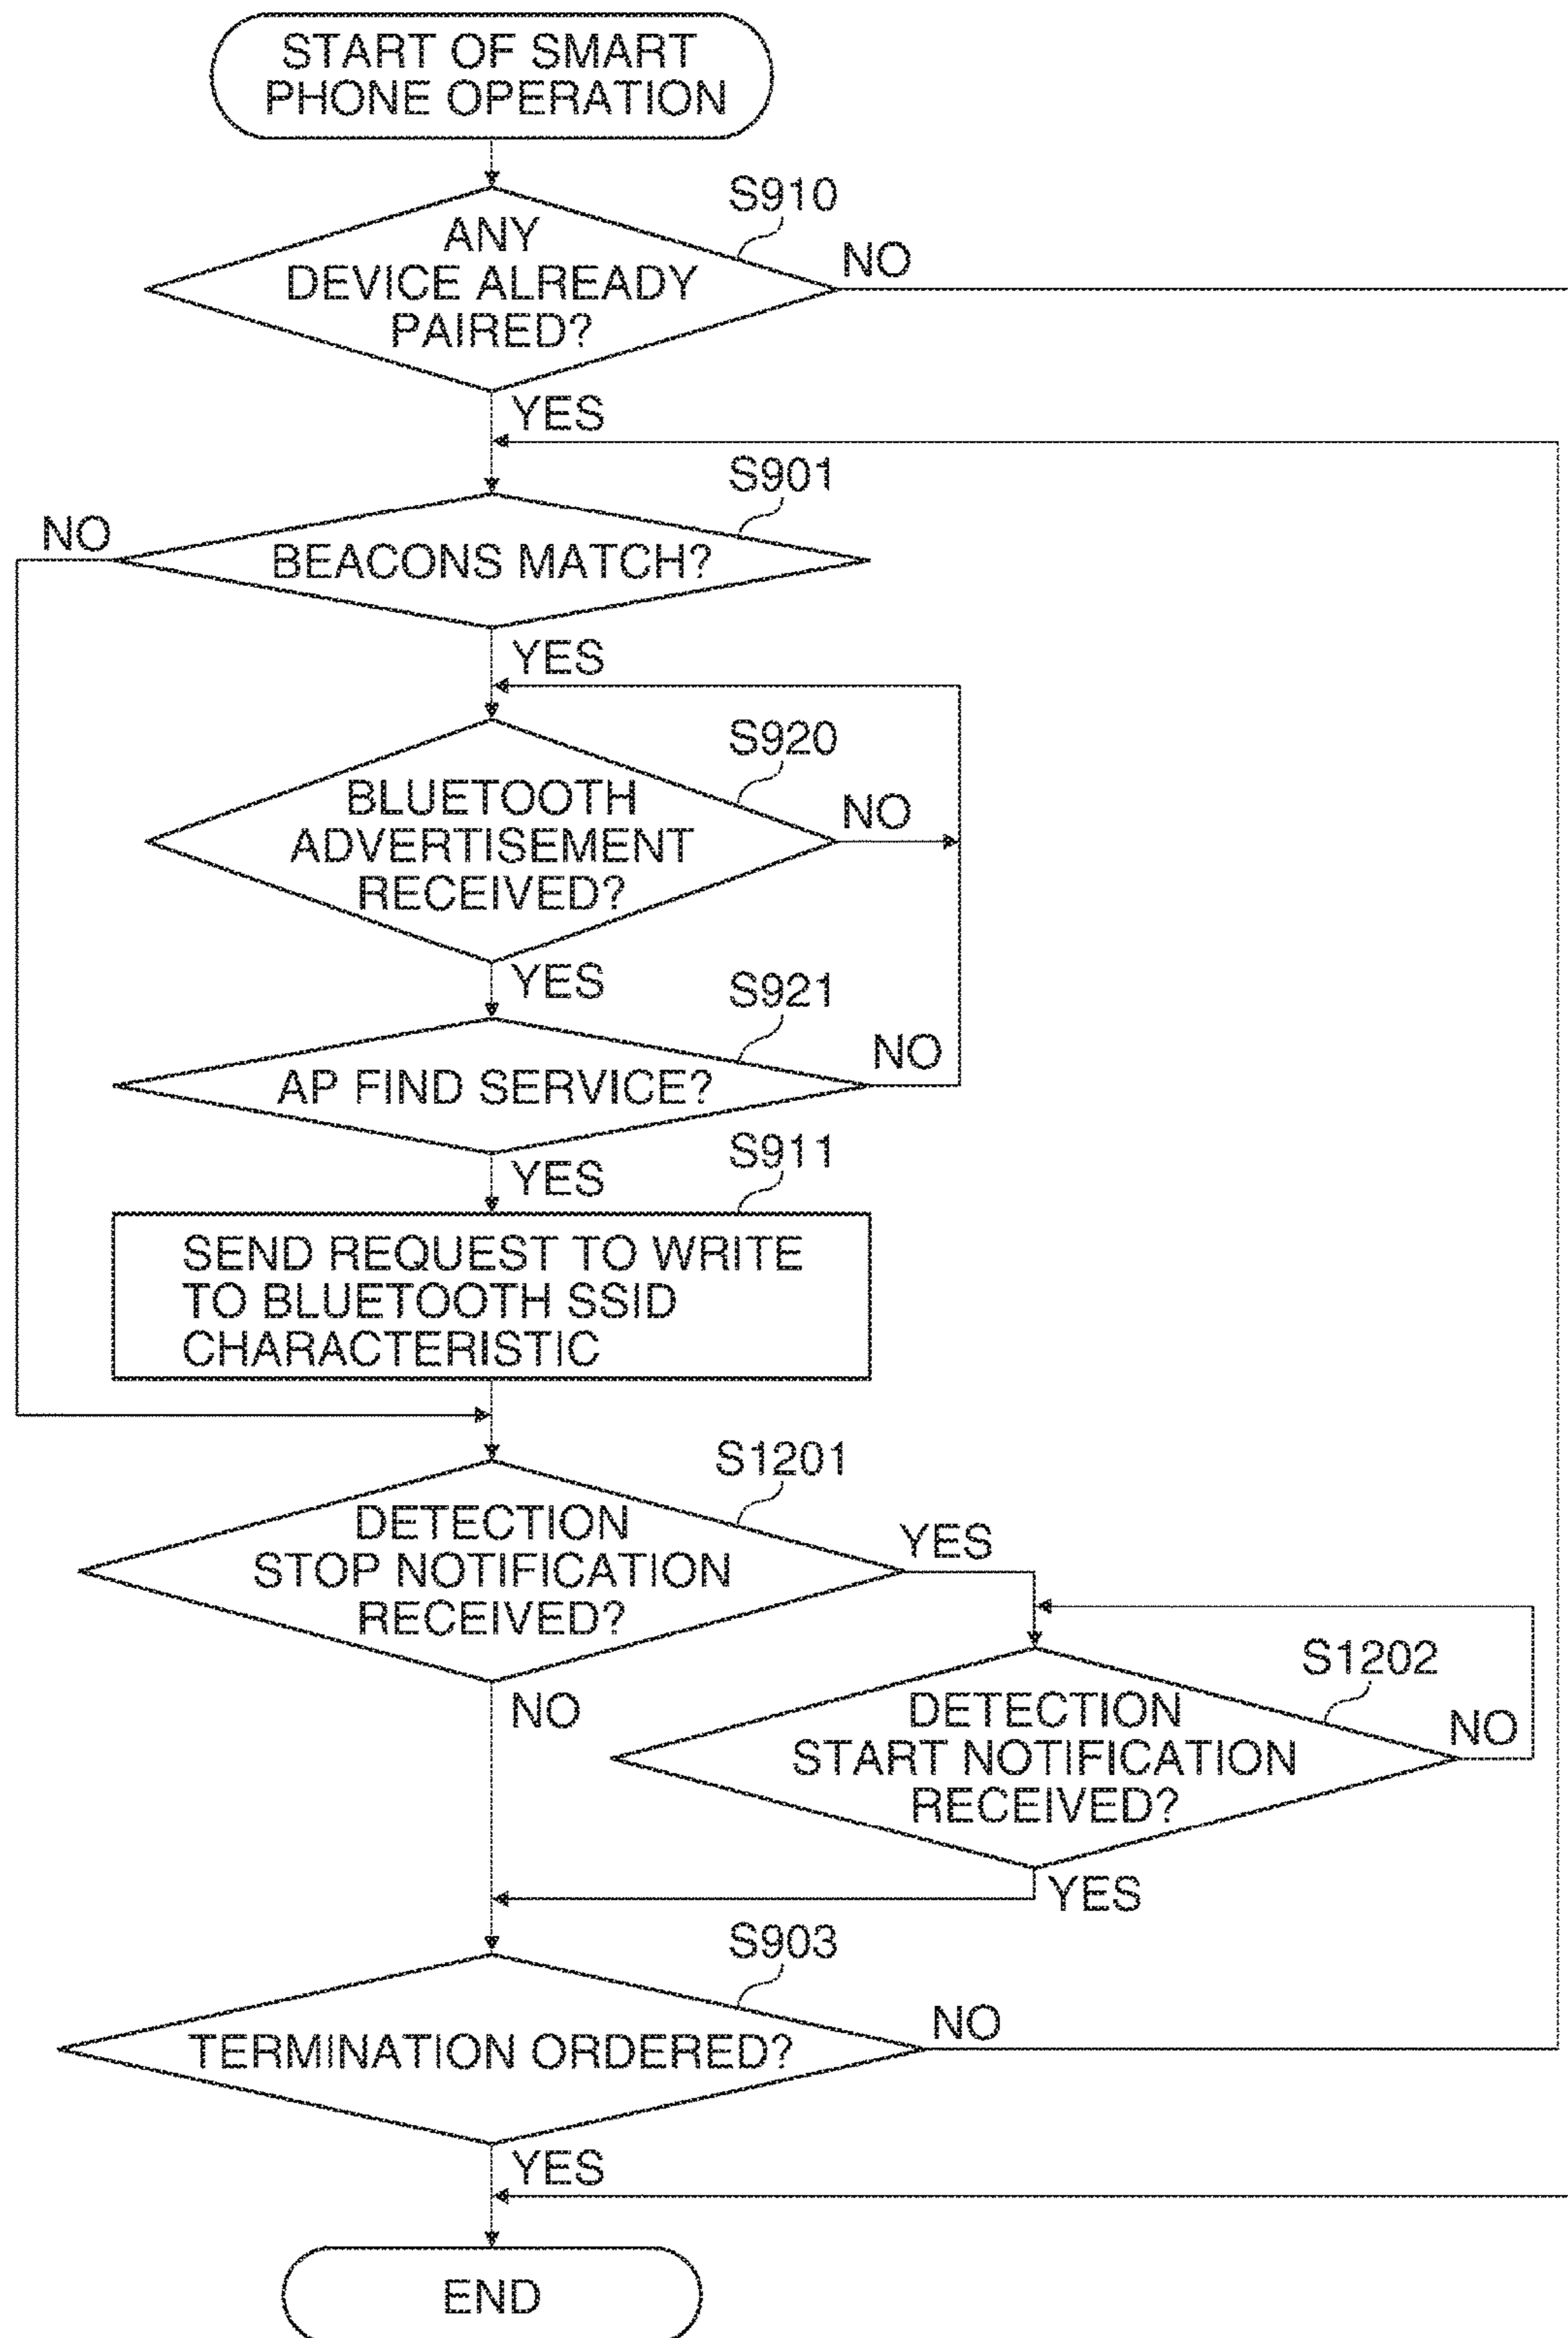 START OF SMART
PHONE OPERATION
S910
ANY
DEVICE ALREADY
PAIRED?
NO
YES
S901
NO
BEACONS MATCH?
YES
S920
BLUETOOTH
ADVERTISEMENT
RECEIVED?
NO
YES
S921
AP FIND SERVICE?
NO
S911
YES
SEND REQUEST TO WRITE
TO BLUETOOTH SSID
CHARACTERISTIC
S1201
DETECTION
STOP NOTIFICATION
RECEIVED?
YES
NO
S1202
DETECTION
START NOTIFICATION
RECEIVED?
NO
YES
S903
TERMINATION ORDERED?
NO
YES
END